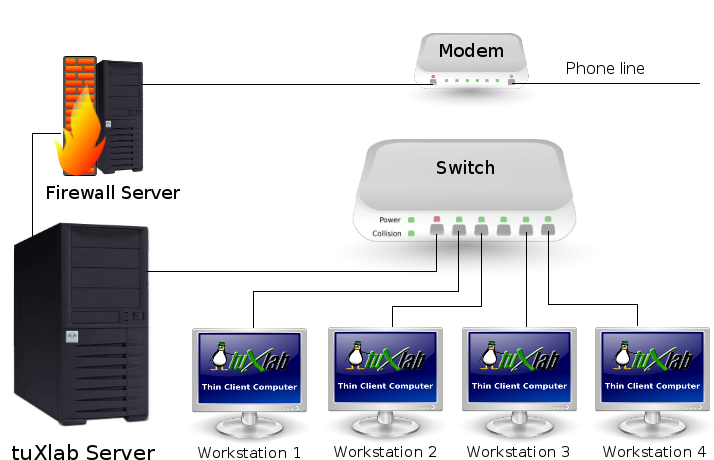 Modem
Phone line
Firewall Server
Switch
Power
Collision
tuXlab
Thin Client Computer
tuXlab
Thin Client Computer
tuXlab
Thin Client Computer
tuXlab
Thin Client Computer
tuXlab Server
Workstation 1
Workstation 2
Workstation 3
Workstation 4